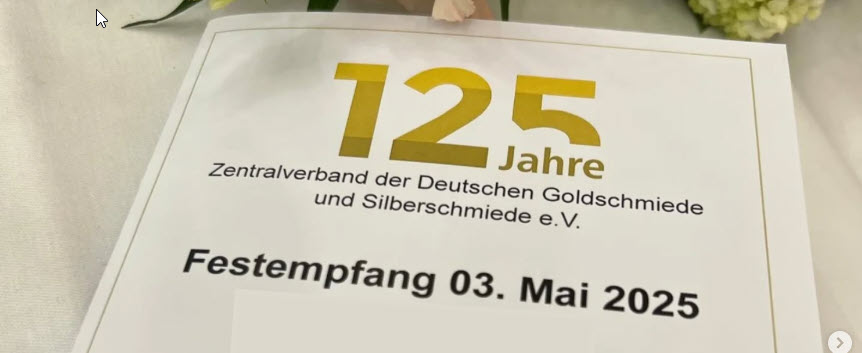 125
Jahre
Zentralverband der Deutschen Goldschmiede
und Silberschmiede e.V.
Festempfang 03. Mai 2025